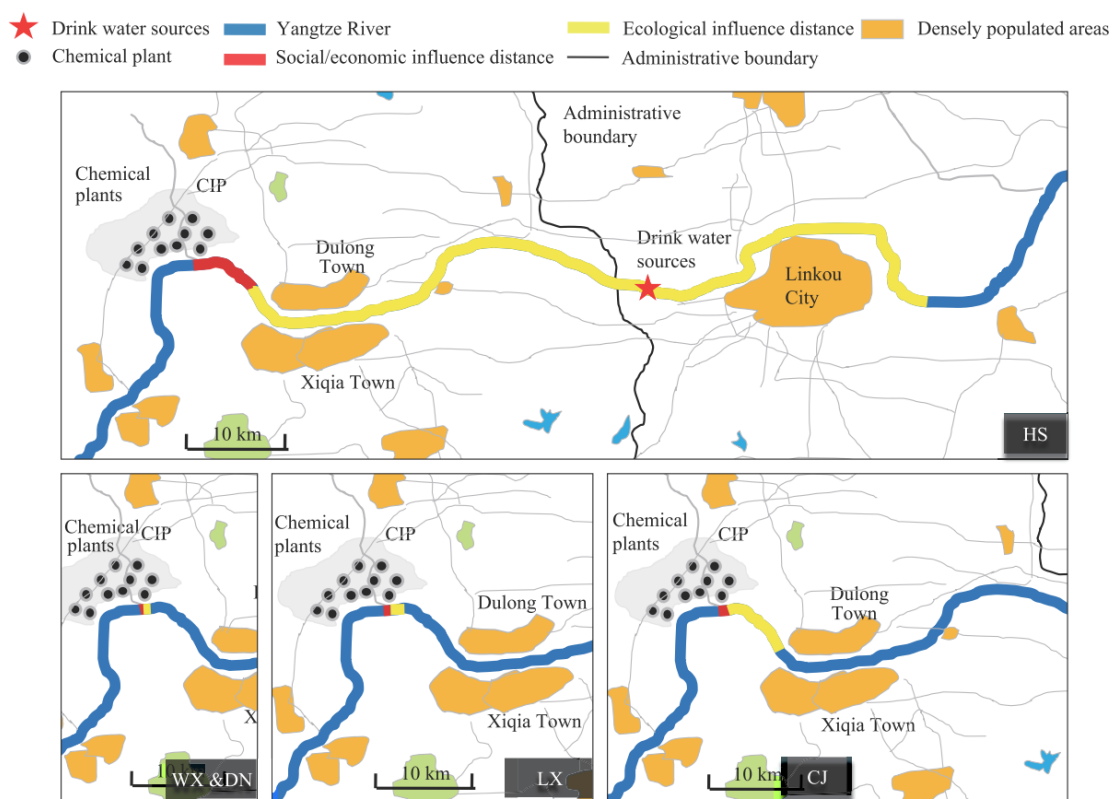 Drink water sources
Yangtze River
Ecological influence distance
Densely populated areas
Chemical plant
Social/economic influence distance
Administrative boundary
Administrative
boundary
Chemical
plants
CIP
Drink water
sources
Dulong
Town
Linkou
City
Xiqia Town
10 km
HS
Chemical
plants
CIP
WX &DN
Chemical
plants
CIP
Dulong Town
Xiqia Town
10 km
LX
Chemical
plants
CIP
Dulong
Town
Xiqia Town
10 km
CJ